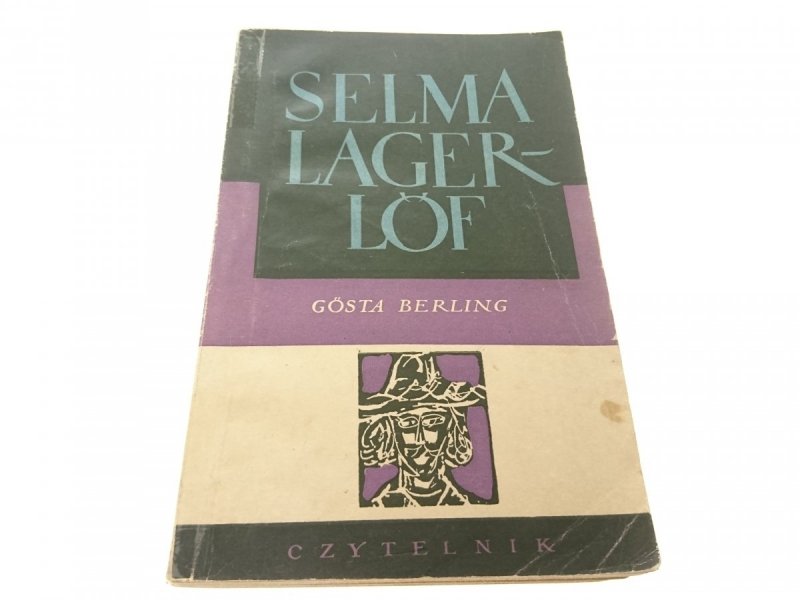 SELMA
LAGER-
LÖF
GÖSTA BERLING
CZYTELNIK